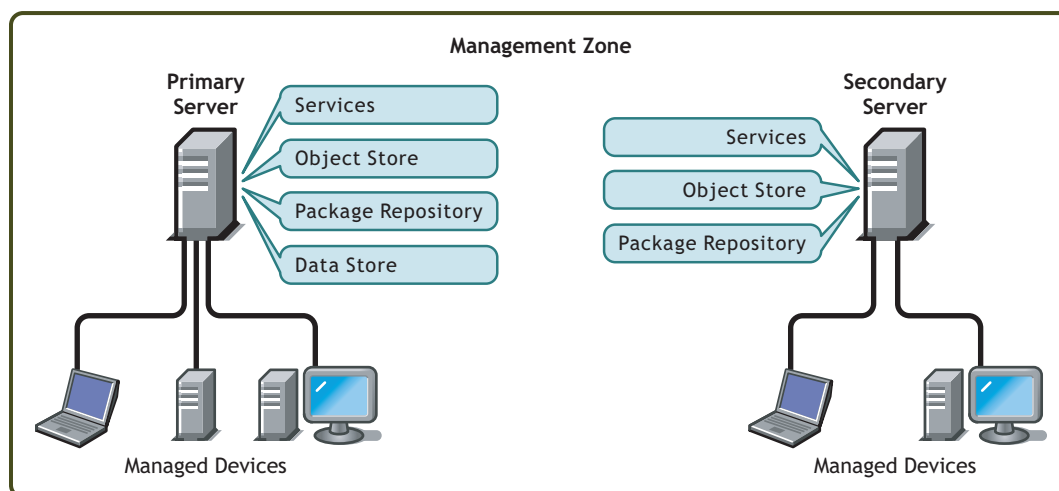 Management Zone
Primary
Server
Services
Object Store
Package Repository
Data Store
Managed Devices
Secondary
Server
Services
Object Store
Package Repository
Managed Devices